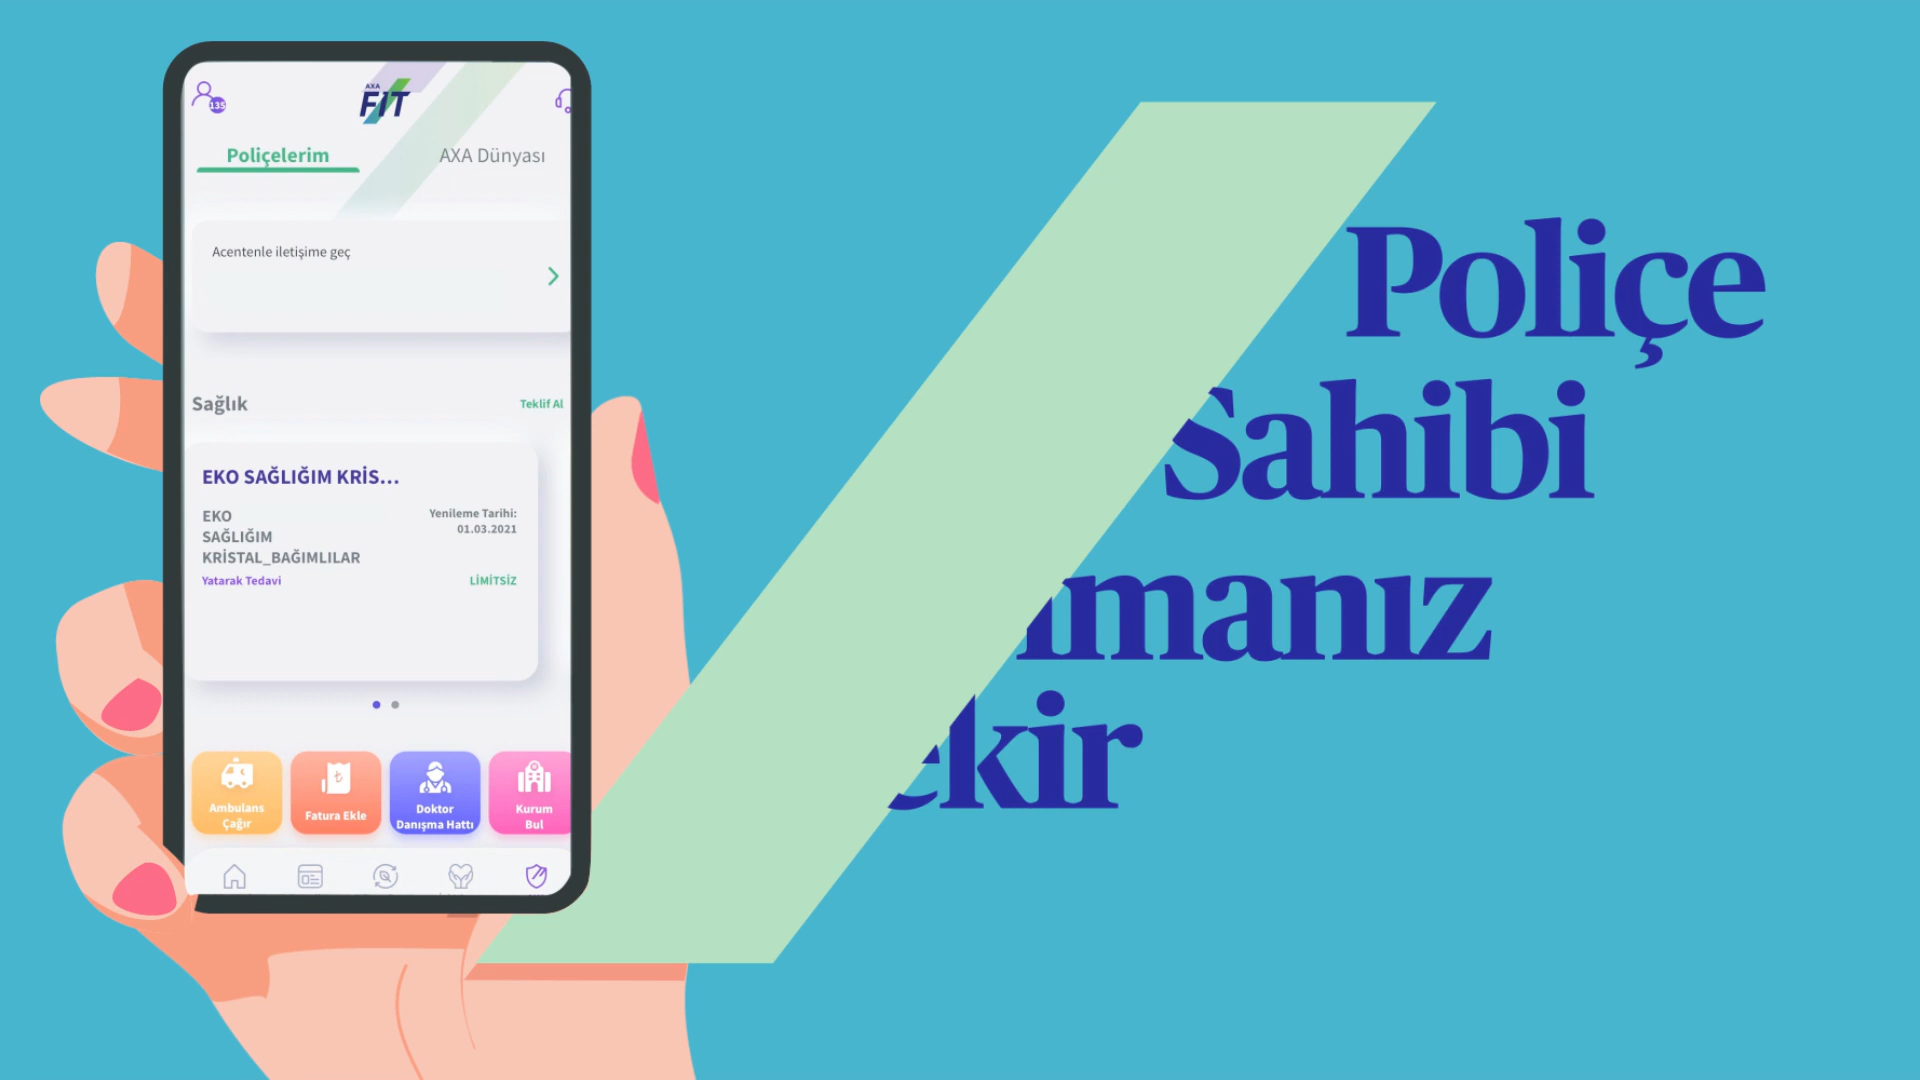 135
AXA
FIT
Poliçelerim
AXA Dünyası
Acentenle iletişime geç
Sağlık
Teklif Al
EKO SAĞLIĞIM KRİS...
EKO
SAĞLIĞIM
KRİSTAL_BAĞIMLILAR
Yenileme Tarihi:
01.03.2021
Yatarak Tedavi
LİMİTSİZ
Ambulans
Çağır
Fatura Ekle
Doktor
Danışma Hattı
Kurum
Bul
Poliçe
Sahibi